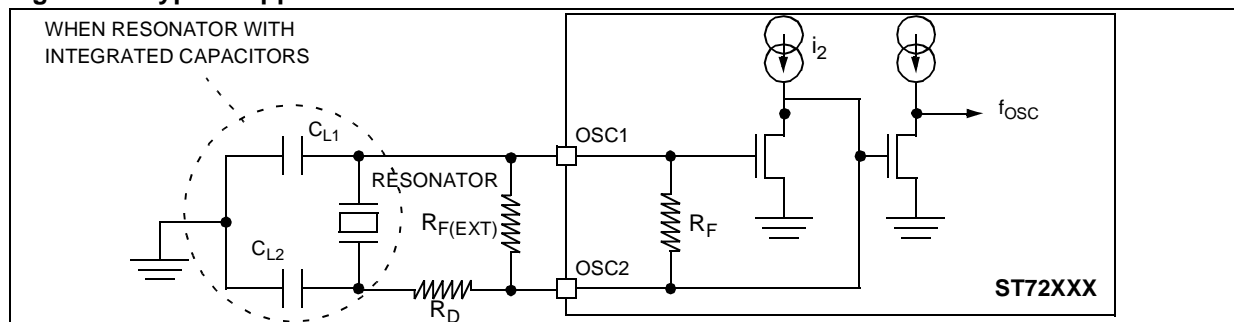 WHEN RESONATOR WITH
INTEGRATED CAPACITORS
i2
fOSC
CL1
OSC1
RESONATOR
RF(EXT)
RF
CL2
OSC2
RD
ST72XXX